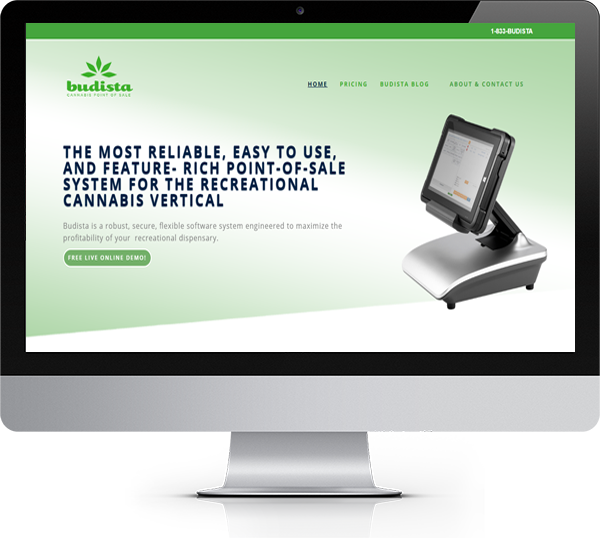 1-833-BUDISTA
budista
CANNABIS POINT OF SALE
HOME PRICING BUDISTA BLOG ABOUT & CONTACT US
THE MOST RELIABLE, EASY TO USE,
AND FEATURE- RICH POINT-OF-SALE
SYSTEM FOR THE RECREATIONAL
CANNABIS VERTICAL
Budista is a robust, secure, flexible software system engineered to maximize the
profitability of your recreational dispensary.
FREE LIVE ONLINE DEMO!